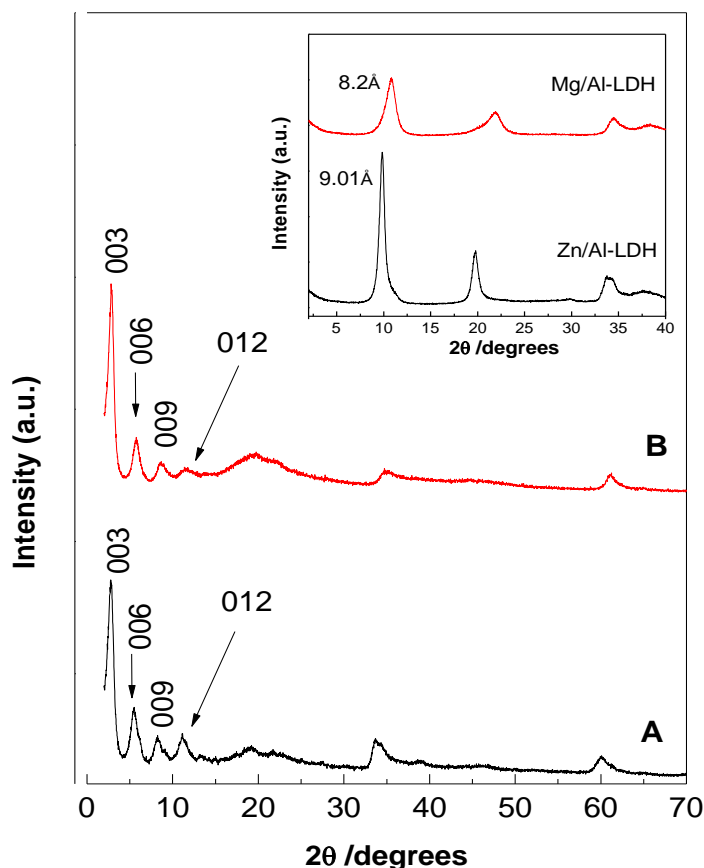 8.2Å
Mg/Al-LDH
9.01Å
Zn/Al-LDH
Intensity (a.u.)
5 10 15 20 25 30 35 40
2θ /degrees
003
006
009
012
B
003
006
009
012
A
Intensity (a.u.)
0 10 20 30 40 50 60 70
2θ /degrees